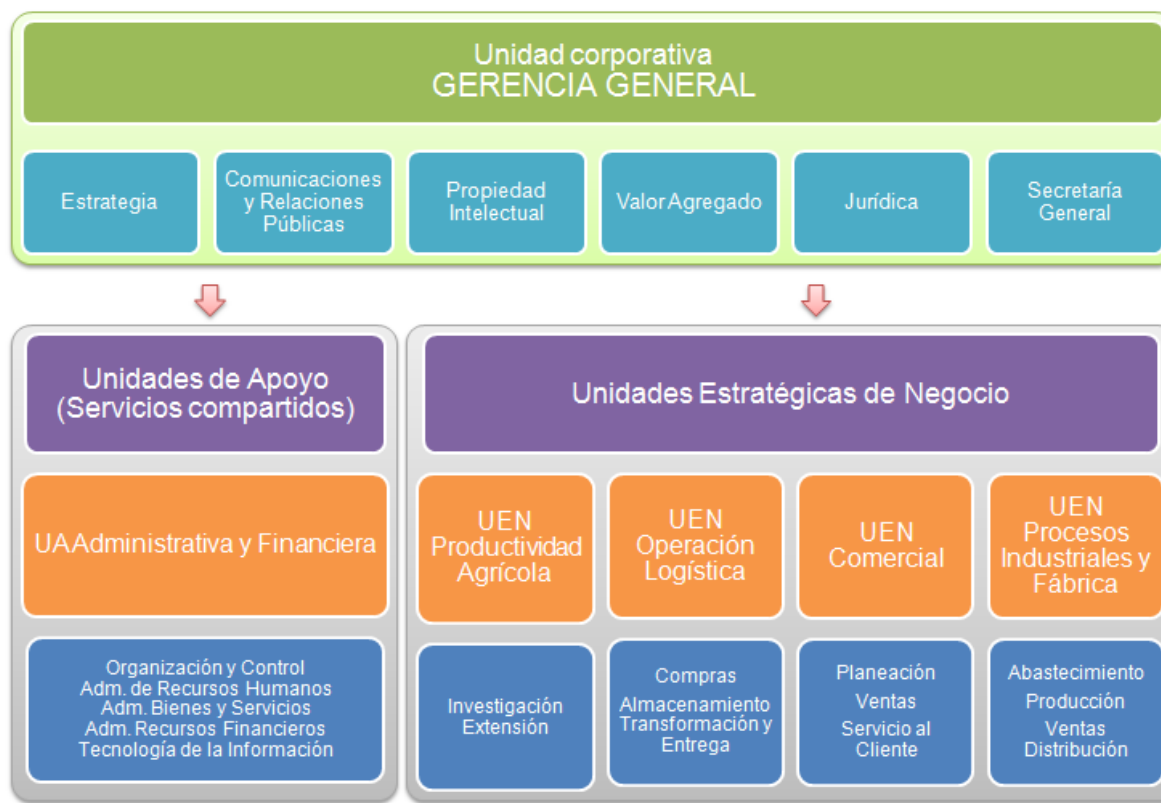 Unidad corporativa
GERENCIA GENERAL
Estrategia
Comunicaciones
y Relaciones
Públicas
Propiedad
Intelectual
Valor Agregado
Jurídica
Secretaría
General
Unidades de Apoyo
(Servicios compartidos)
Unidades Estratégicas de Negocio
UA Administrativa y Financiera
UEN
Productividad
Agrícola
UEN
Operación
Logística
UEN
Comercial
UEN
Procesos
Industriales y
Fábrica
Organización y Control
Adm. de Recursos Humanos
Adm. Bienes y Servicios
Adm. Recursos Financieros
Tecnología de la Información
Investigación
Extensión
Compras
Almacenamiento
Transformación y
Entrega
Planeación
Ventas
Servicio al
Cliente
Abastecimiento
Producción
Ventas
Distribución